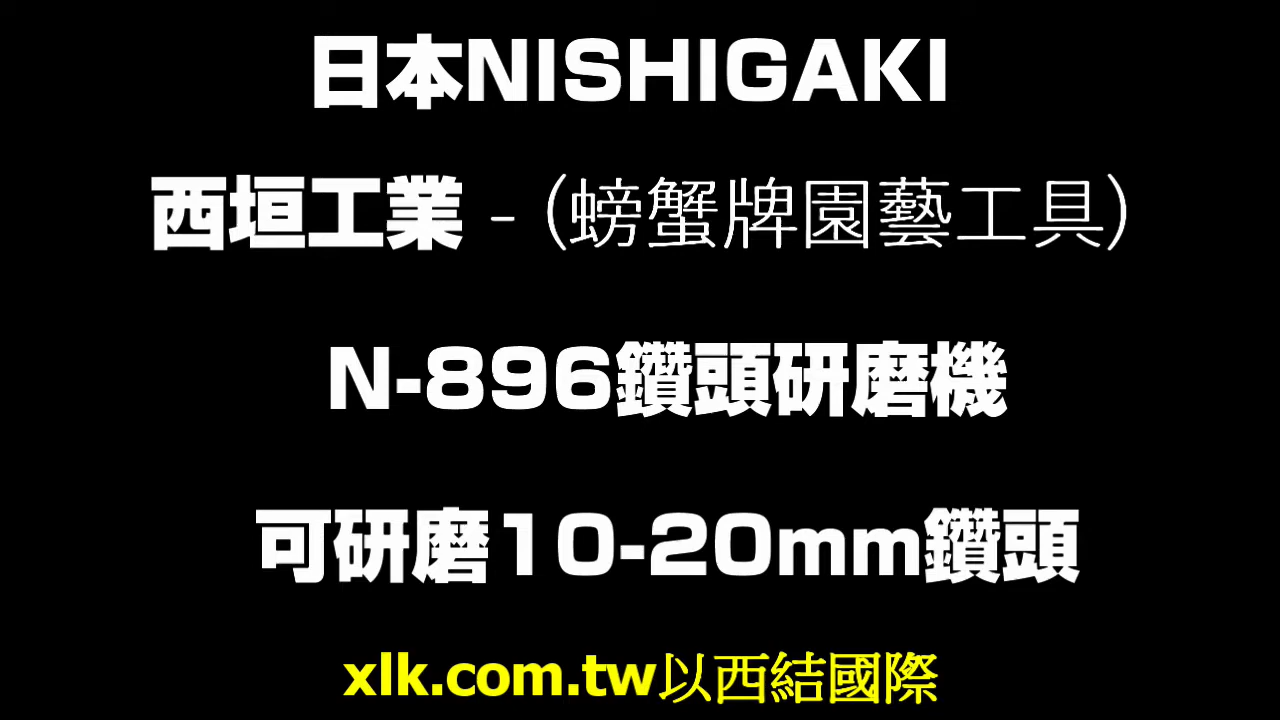 日本NISHIGAKI
西垣工業 - (螃蟹牌園藝工具)
N-896鑽頭研磨機
可研磨10-20mm鑽頭
xlk.com.tw以西結國際